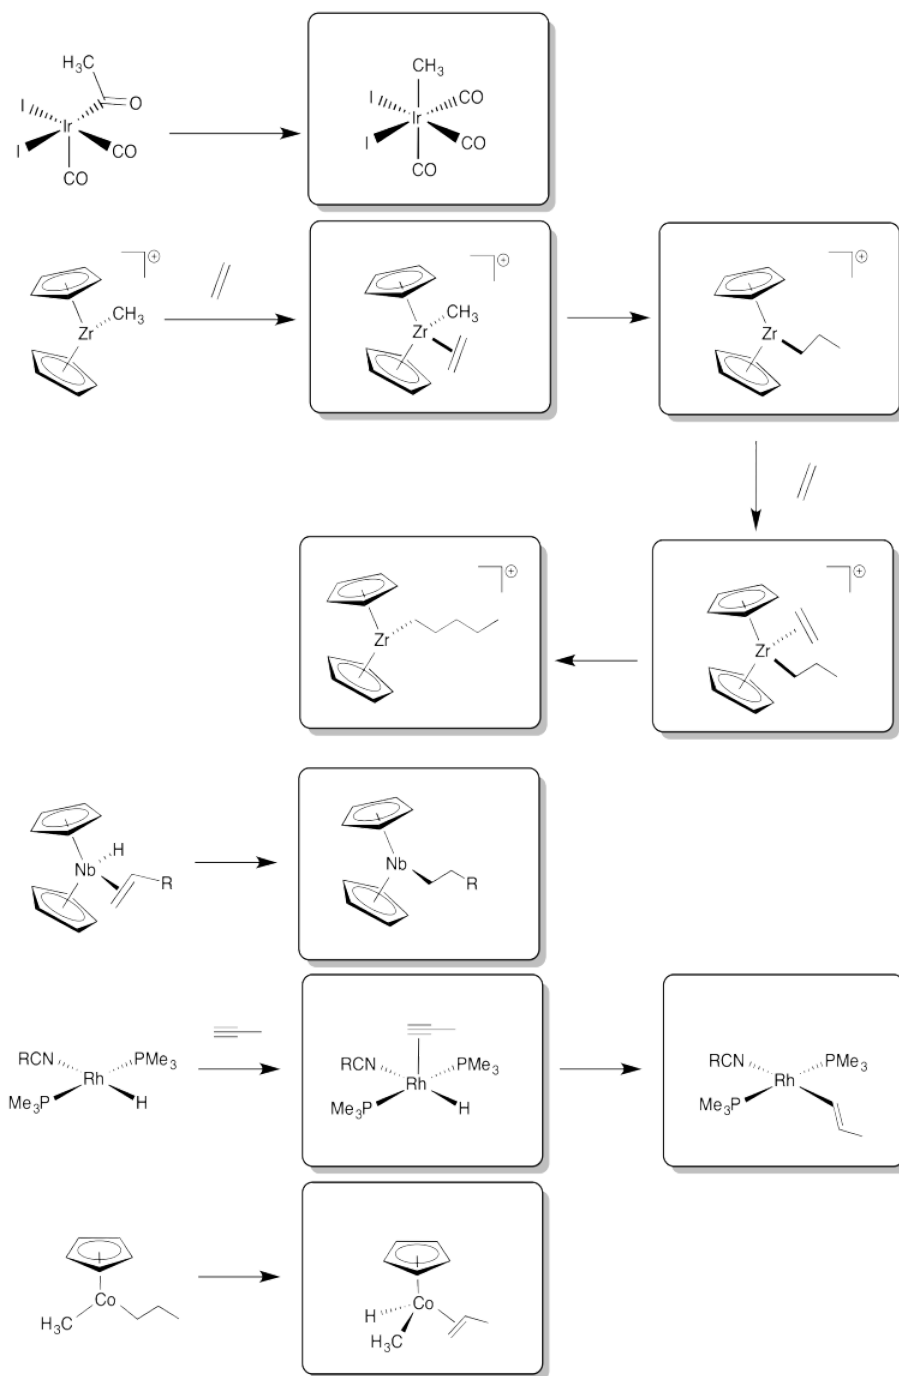 H₃C
O
I
Ir
I
CO
CO
CH₃
I
CO
Ir
I
CO
CO
⊕
CH₃
Zr
⊕
CH₃
Zr
⊕
Zr
⊕
Zr
⊕
Zr
H
Nb
R
Nb
R
RCN
PMe₃
Rh
Me₃P
H
RCN
PMe₃
Rh
Me₃P
H
RCN
PMe₃
Rh
Me₃P
Co
H₃C
H
Co
H₃C